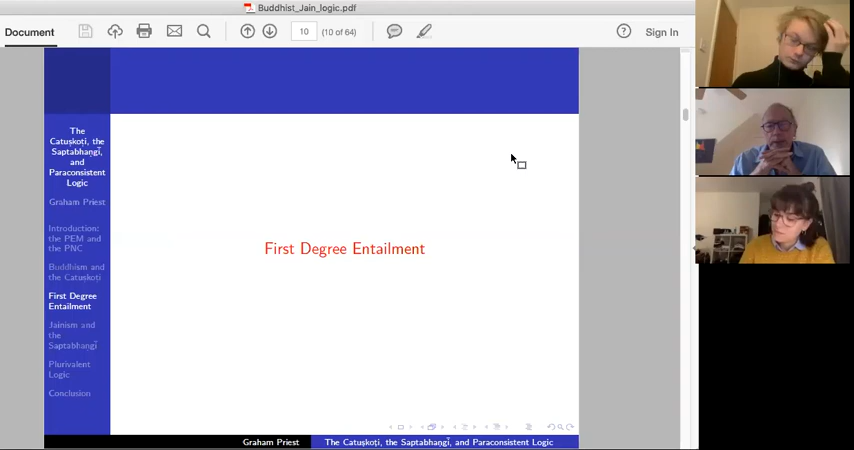 Buddhist_Jain_logic.pdf
Document
10
(10 of 64)
Sign In
The
Catuṣkoṭi, the
Saptabhaṅgī,
and
Paraconsistent
Logic
Graham Priest
Introduction:
the PEM and
the PNC
Buddhism and
the Catuskoṭi
First Degree
Entailment
Jainism and
the
Saptabhaṅgī
Plurivalent
Logic
Conclusion
First Degree Entailment
Graham Priest
The Catuṣkoṭi, the Saptabhaṅgī, and Paraconsistent Logic